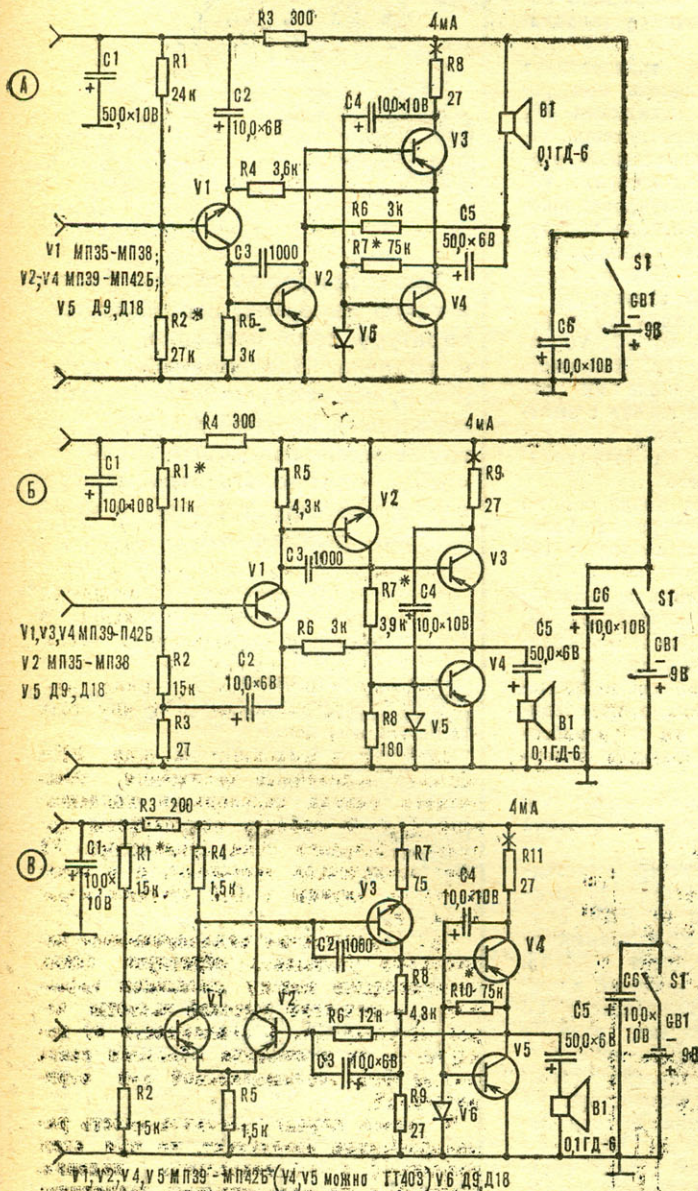 R3 300
4мА
А
C1
50,0×10В
R1
24к
C2
10,0×6В
C4
10,0×10В
R8
27
V3
B1
0,1ГД-6
R4 3,6к
V1
R6 3к
C5
50,0×6В
R7* 75к
C3 1000
V2
V4
V1 МП35-МП38;
V2-V4 МП39-МП42Б;
V5 Д9,Д18
R2*
27к
R5
3к
V5
C6
10,0×10В
S1
GB1
9В
R4 300
4мА
Б
C1
10,0×10В
R1*
11к
R5
4,3к
V2
R9
27
C3 1000
V3
V1
R7*
3,9к
C4
10,0×10В
C6
10,0×10В
S1
GB1
9В
V1,V3,V4 МП39-П42Б
V2 МП35-МП38
V5 Д9,Д18
R2
15к
C2
10,0×6В
R6 3к
C5
50,0×6В
V4
R3
27
R8
180
V5
B1
0,1ГД-6
R3 200
4мА
В
C1
10,0×
10В
R1*
15к
R4
1,5к
R7
75
C4
10,0×10В
R11
27
V3
C2 1000
V4
R8
4,3к
*
R10 75к
V1
V2
R6 12к
C5
50,0×6В
C6
10,0×
10В
S1
GB1
9В
C3
10,0×6В
V5
R2
15к
R5
1,5к
R9
27
V6
B1
0,1ГД-6
V1,V2,V4,V5 МП39-МП42Б (V4,V5 можно ГТ403) V6 Д9,Д18